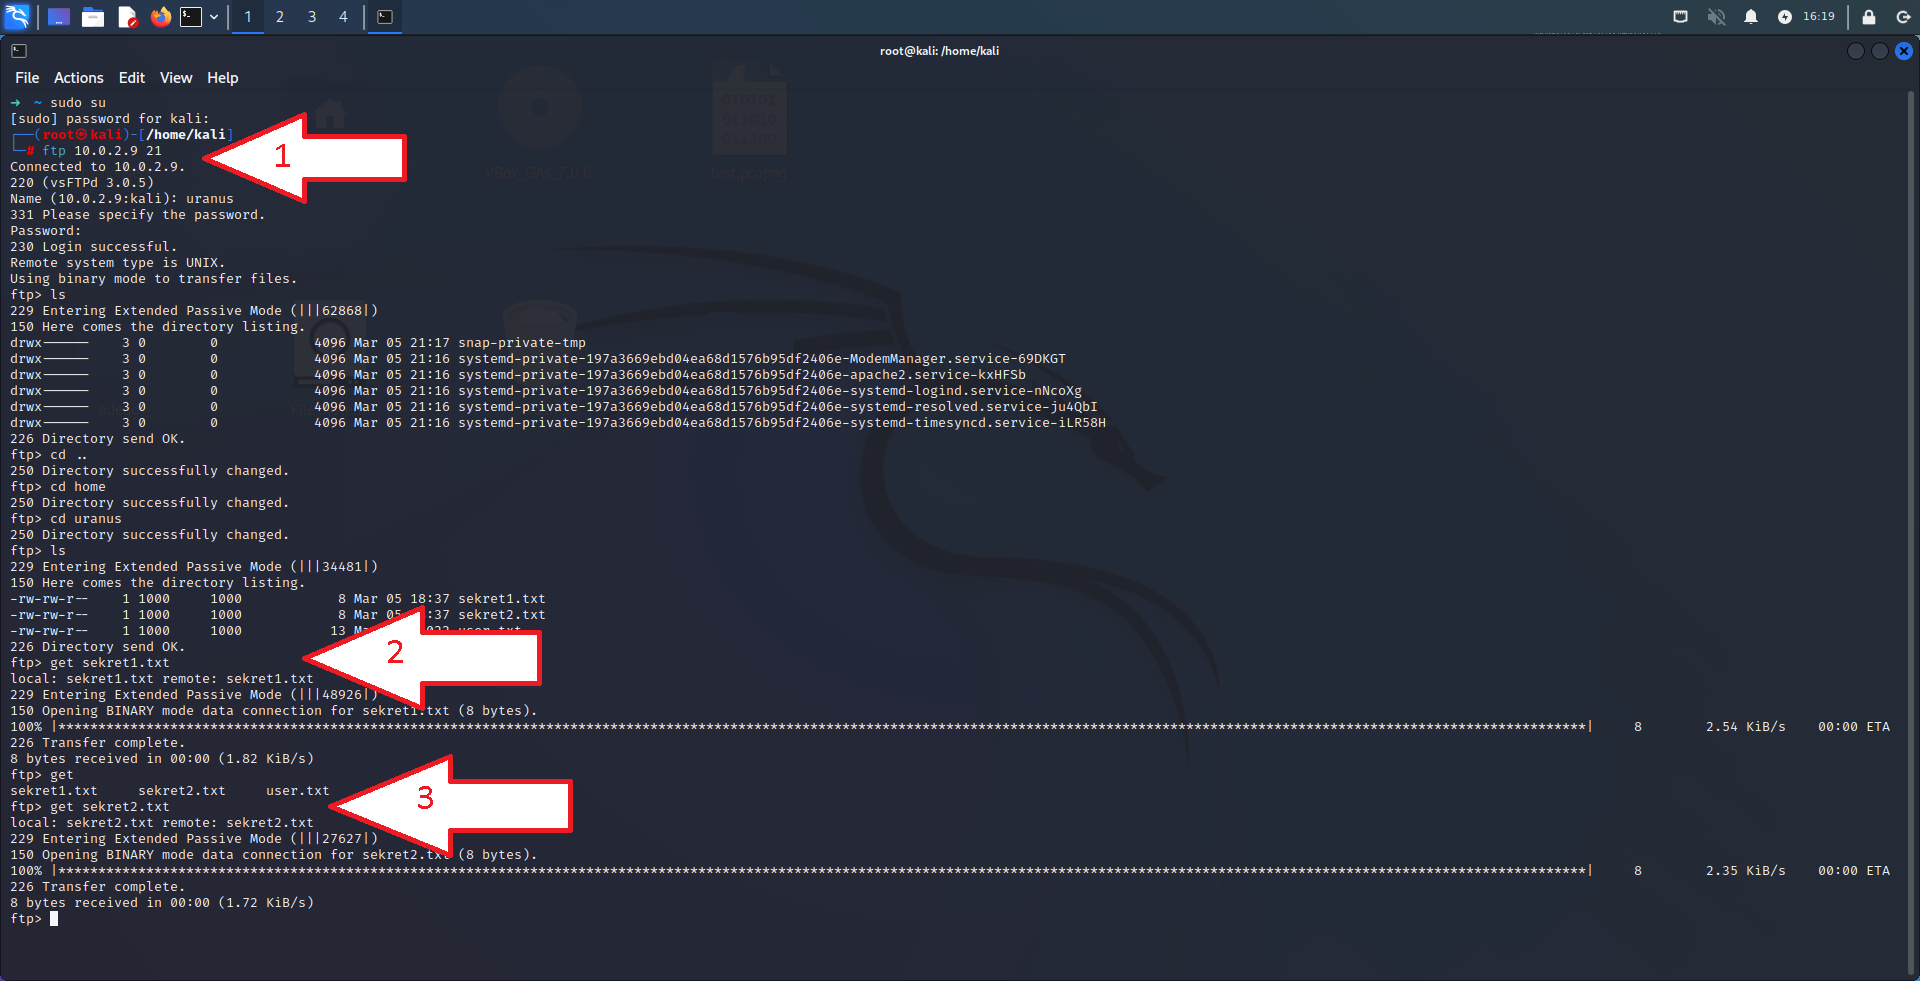 1 2 3 4
16:19
root@kali: /home/kali
File Actions Edit View Help
→ ~ sudo su
[sudo] password for kali:
┌──(root㉿kali)-[/home/kali]
└─# ftp 10.0.2.9 21
Connected to 10.0.2.9.
220 (vsFTPd 3.0.5)
Name (10.0.2.9:kali): uranus
331 Please specify the password.
Password:
230 Login successful.
Remote system type is UNIX.
Using binary mode to transfer files.
ftp> ls
229 Entering Extended Passive Mode (|||62868|)
150 Here comes the directory listing.
drwx------ 3 0 0 4096 Mar 05 21:17 snap-private-tmp
drwx------ 3 0 0 4096 Mar 05 21:16 systemd-private-197a3669ebd04ea68d1576b95df2406e-ModemManager.service-69DKGT
drwx------ 3 0 0 4096 Mar 05 21:16 systemd-private-197a3669ebd04ea68d1576b95df2406e-apache2.service-kxHFSb
drwx------ 3 0 0 4096 Mar 05 21:16 systemd-private-197a3669ebd04ea68d1576b95df2406e-systemd-logind.service-nNcoXg
drwx------ 3 0 0 4096 Mar 05 21:16 systemd-private-197a3669ebd04ea68d1576b95df2406e-systemd-resolved.service-ju4QbI
drwx------ 3 0 0 4096 Mar 05 21:16 systemd-private-197a3669ebd04ea68d1576b95df2406e-systemd-timesyncd.service-iLR58H
226 Directory send OK.
ftp> cd ..
250 Directory successfully changed.
ftp> cd home
250 Directory successfully changed.
ftp> cd uranus
250 Directory successfully changed.
ftp> ls
229 Entering Extended Passive Mode (|||34481|)
150 Here comes the directory listing.
-rw-rw-r-- 1 1000 1000 8 Mar 05 18:37 sekret1.txt
-rw-rw-r-- 1 1000 1000 8 Mar 05 :37 sekret2.txt
-rw-rw-r-- 1 1000 1000 13
226 Directory send OK.
ftp> get sekret1.txt
local: sekret1.txt remote: sekret1.txt
229 Entering Extended Passive Mode (|||48926|)
150 Opening BINARY mode data connection for sekret1.txt (8 bytes).
100% |***| 8 2.54 KiB/s 00:00 ETA
226 Transfer complete.
8 bytes received in 00:00 (1.82 KiB/s)
ftp> get
sekret1.txt sekret2.txt user.txt
ftp> get sekret2.txt
local: sekret2.txt remote: sekret2.txt
229 Entering Extended Passive Mode (|||27627|)
150 Opening BINARY mode data connection for sekret2.txt (8 bytes).
100% |***| 8 2.35 KiB/s 00:00 ETA
226 Transfer complete.
8 bytes received in 00:00 (1.72 KiB/s)
ftp>
1
2
3
VBox_GAs_7.0.6
test.pcapng